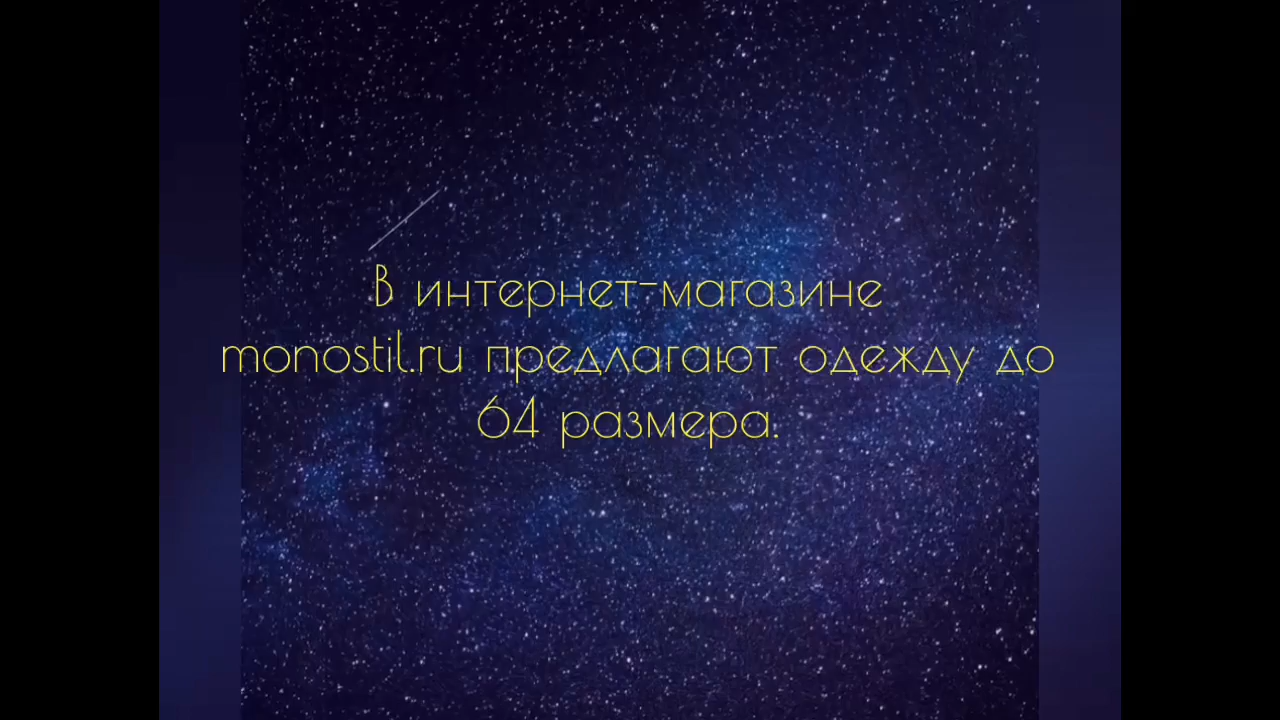 В интернет-магазине
monostil.ru предлагают одежду до
64 размера.